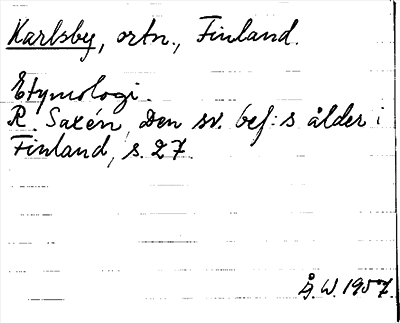 Karlsby, ortn., Finland.
Etymologi.
R. Saxén, Den sv. bef:s ålder i
Finland, s. 27.
Å. W. 1957.